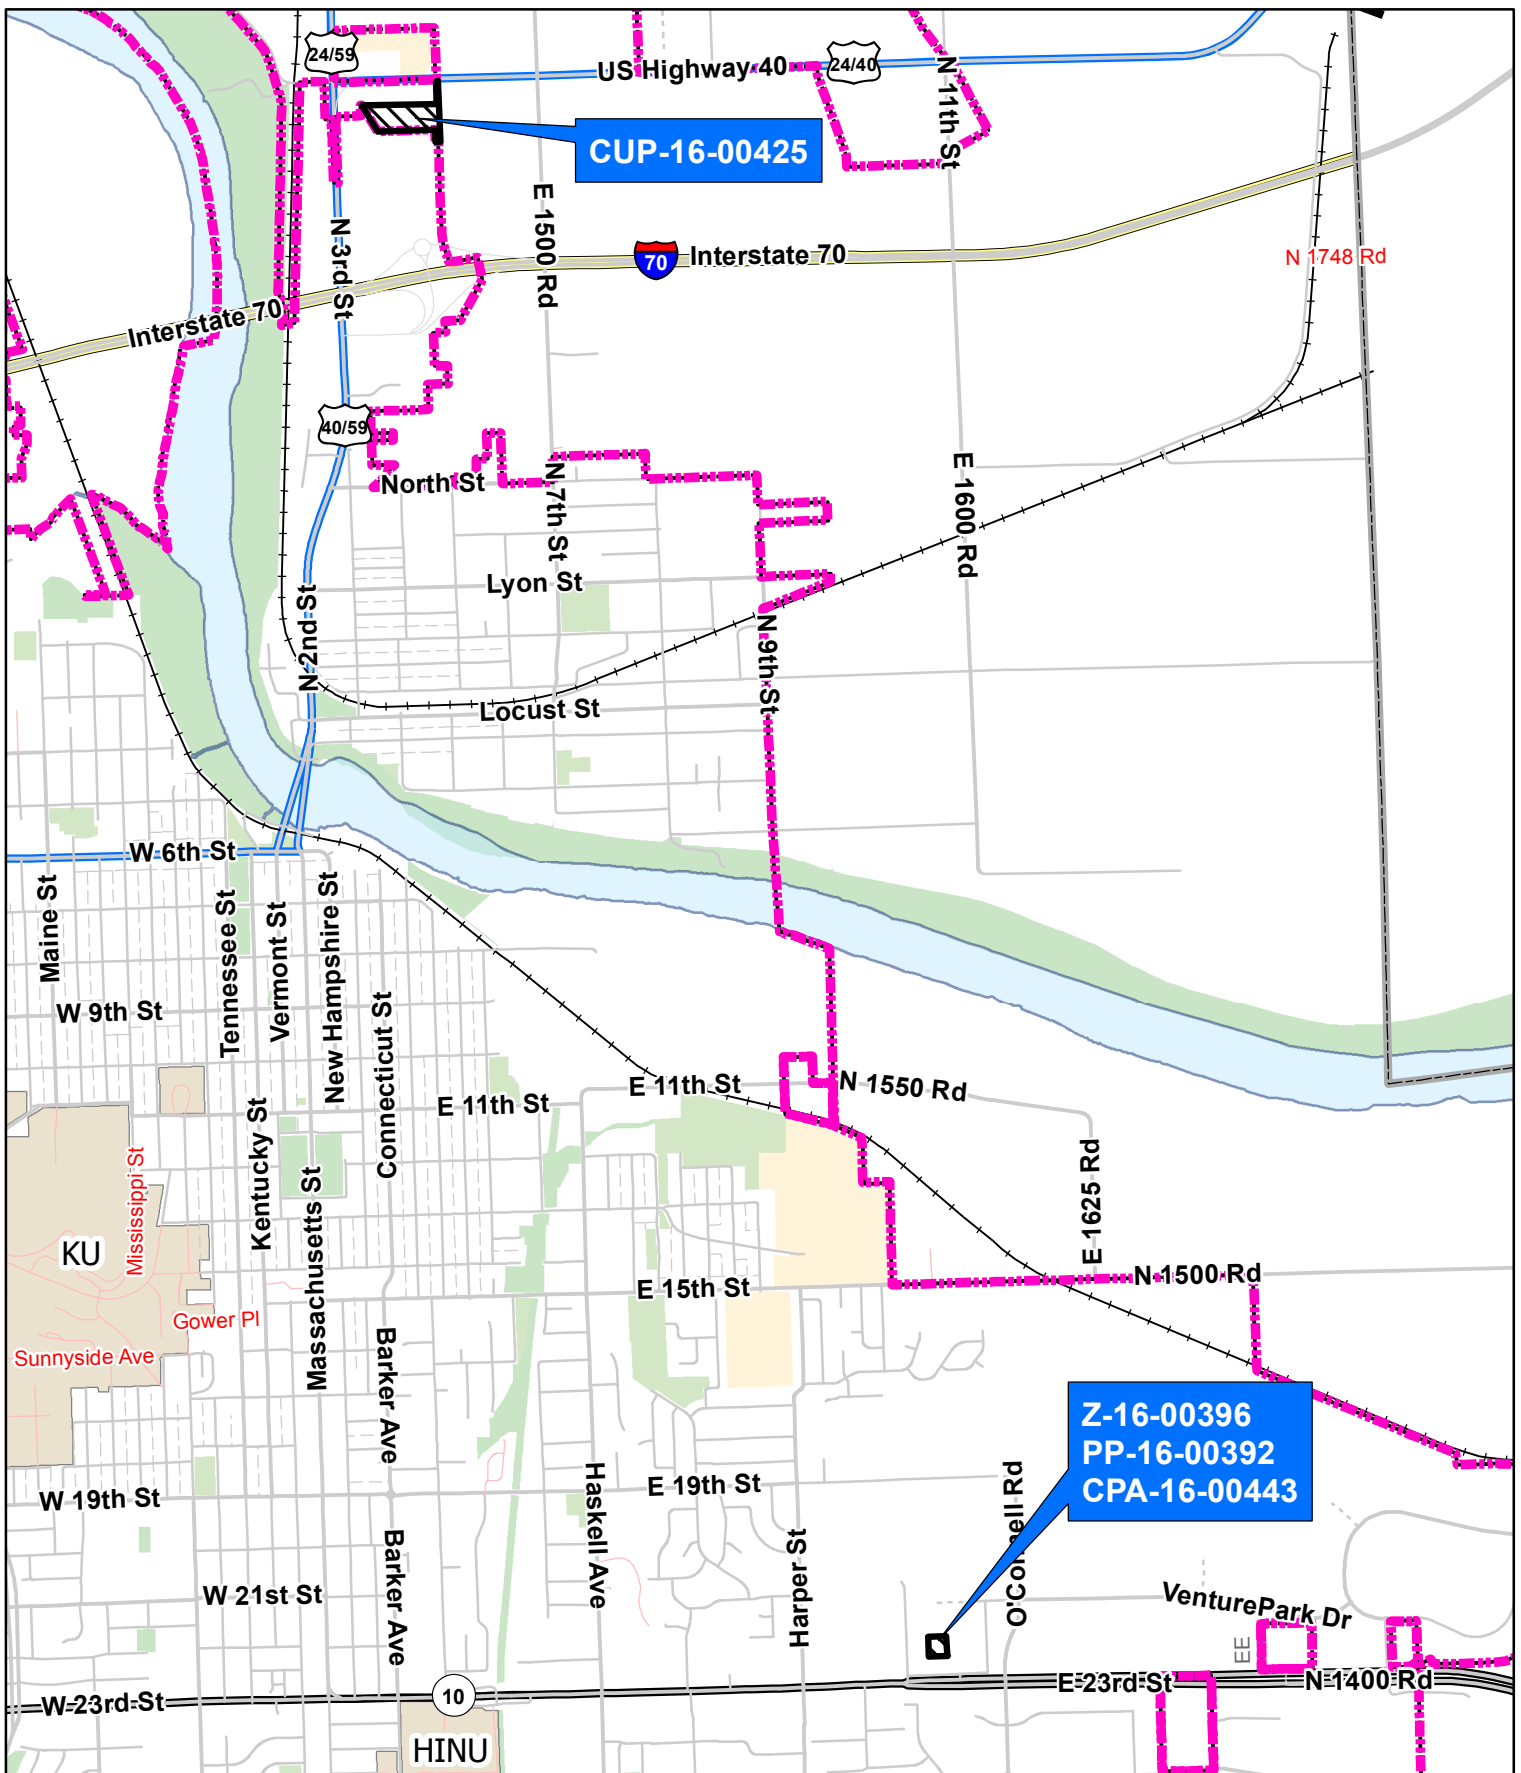 24/59
US Highway 40
24/40
N 11th St
CUP-16-00425
E 1500 Rd
N 3rd St
70
Interstate 70
N 1748 Rd
Interstate 70
40/59
North St
N 7th St
E 1600 Rd
Lyon St
N 2nd St
N 9th St
Locust St
W 6th St
Maine St
Tennessee St
Vermont St
New Hampshire St
Connecticut St
W 9th St
E 11th St
E 11th St
N 1550 Rd
Kentucky St
Massachusetts St
Mississippi St
KU
E 1625 Rd
N 1500 Rd
E 15th St
Gower Pl
Sunnyside Ave
Barker Ave
Z-16-00396
PP-16-00392
CPA-16-00443
W 19th St
E 19th St
Haskell Ave
O'Connell Rd
Harper St
Barker Ave
W 21st St
VenturePark Dr
EE
W 23rd St
10
E 23rd St
N 1400 Rd
HINU